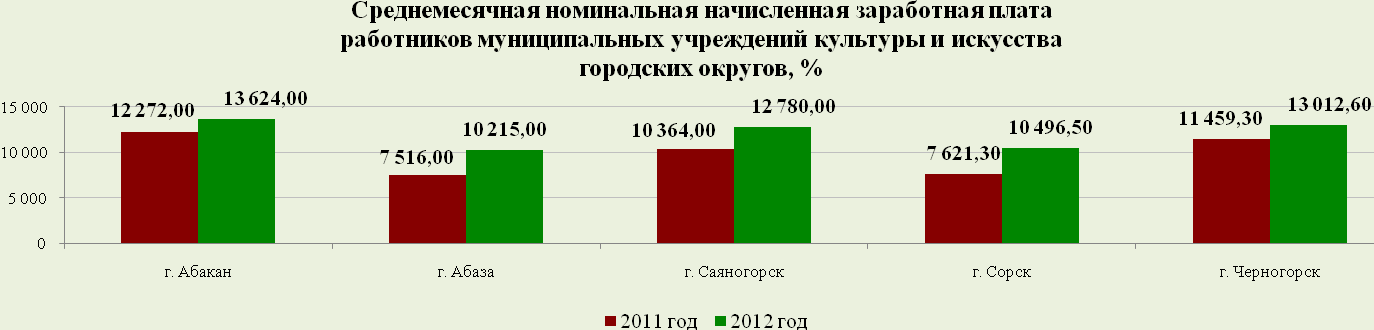 Среднемесячная номинальная начисленная заработная плата
работников муниципальных учреждений культуры и искусства
городских округов, %
15 000
10 000
5 000
0
12 272,00
13 624,00
7 516,00
10 215,00
10 364,00
12 780,00
7 621,30
10 496,50
11 459,30
13 012,60
г. Абакан
г. Абаза
г. Саяногорск
г. Сорск
г. Черногорск
2011 год
2012 год